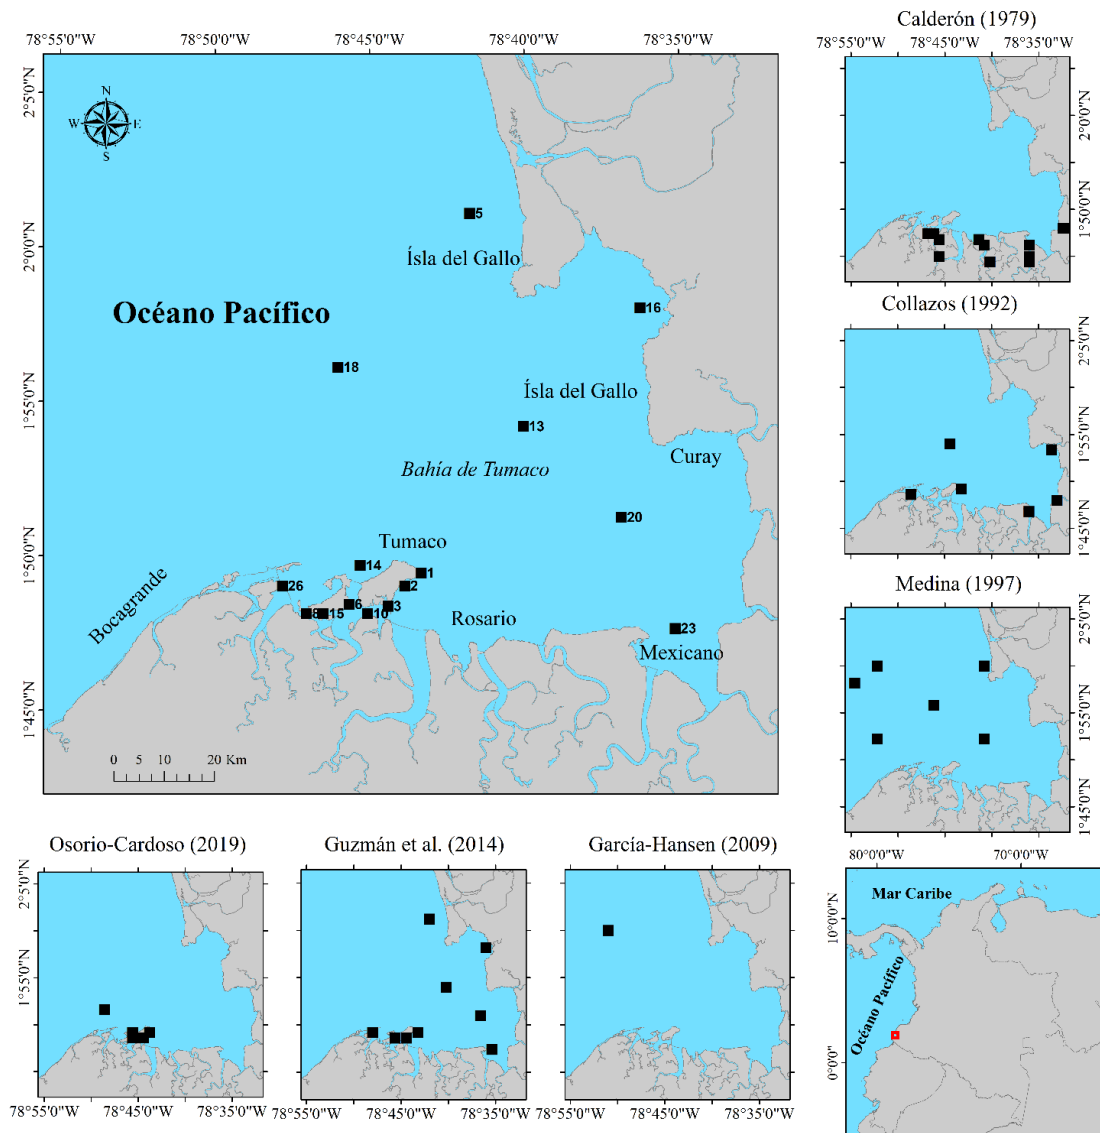 78°55'0"W 78°50'0"W 78°45'0"W 78°40'0"W 78°35'0"W
2°5'0"N
2°0'0"N
1°55'0"N
1°50'0"N
1°45'0"N
N
W E
S
5
Ísla del Gallo
16
Océano Pacífico
18
Ísla del Gallo
13
Curay
Bahía de Tumaco
20
Tumaco
14
1
26
2
6
3
8
15
10
Bocagrande
Rosario
23
Mexicano
0 5 10 20 Km
Calderón (1979)
78°55'0"W 78°45'0"W 78°35'0"W
2°0'0"N
1°50'0"N
Collazos (1992)
2°5'0"N
1°55'0"N
1°45'0"N
Medina (1997)
2°5'0"N
1°55'0"N
1°45'0"N
Osorio-Cardoso (2019)
2°5'0"N
1°55'0"N
78°55'0"W 78°45'0"W 78°35'0"W
Guzmán et al. (2014)
78°55'0"W 78°45'0"W 78°35'0"W
García-Hansen (2009)
78°45'0"W 78°35'0"W
80°0'0"W 70°0'0"W
10°0'0"N
0°0'0"N
Mar Caribe
Océano Pacífico